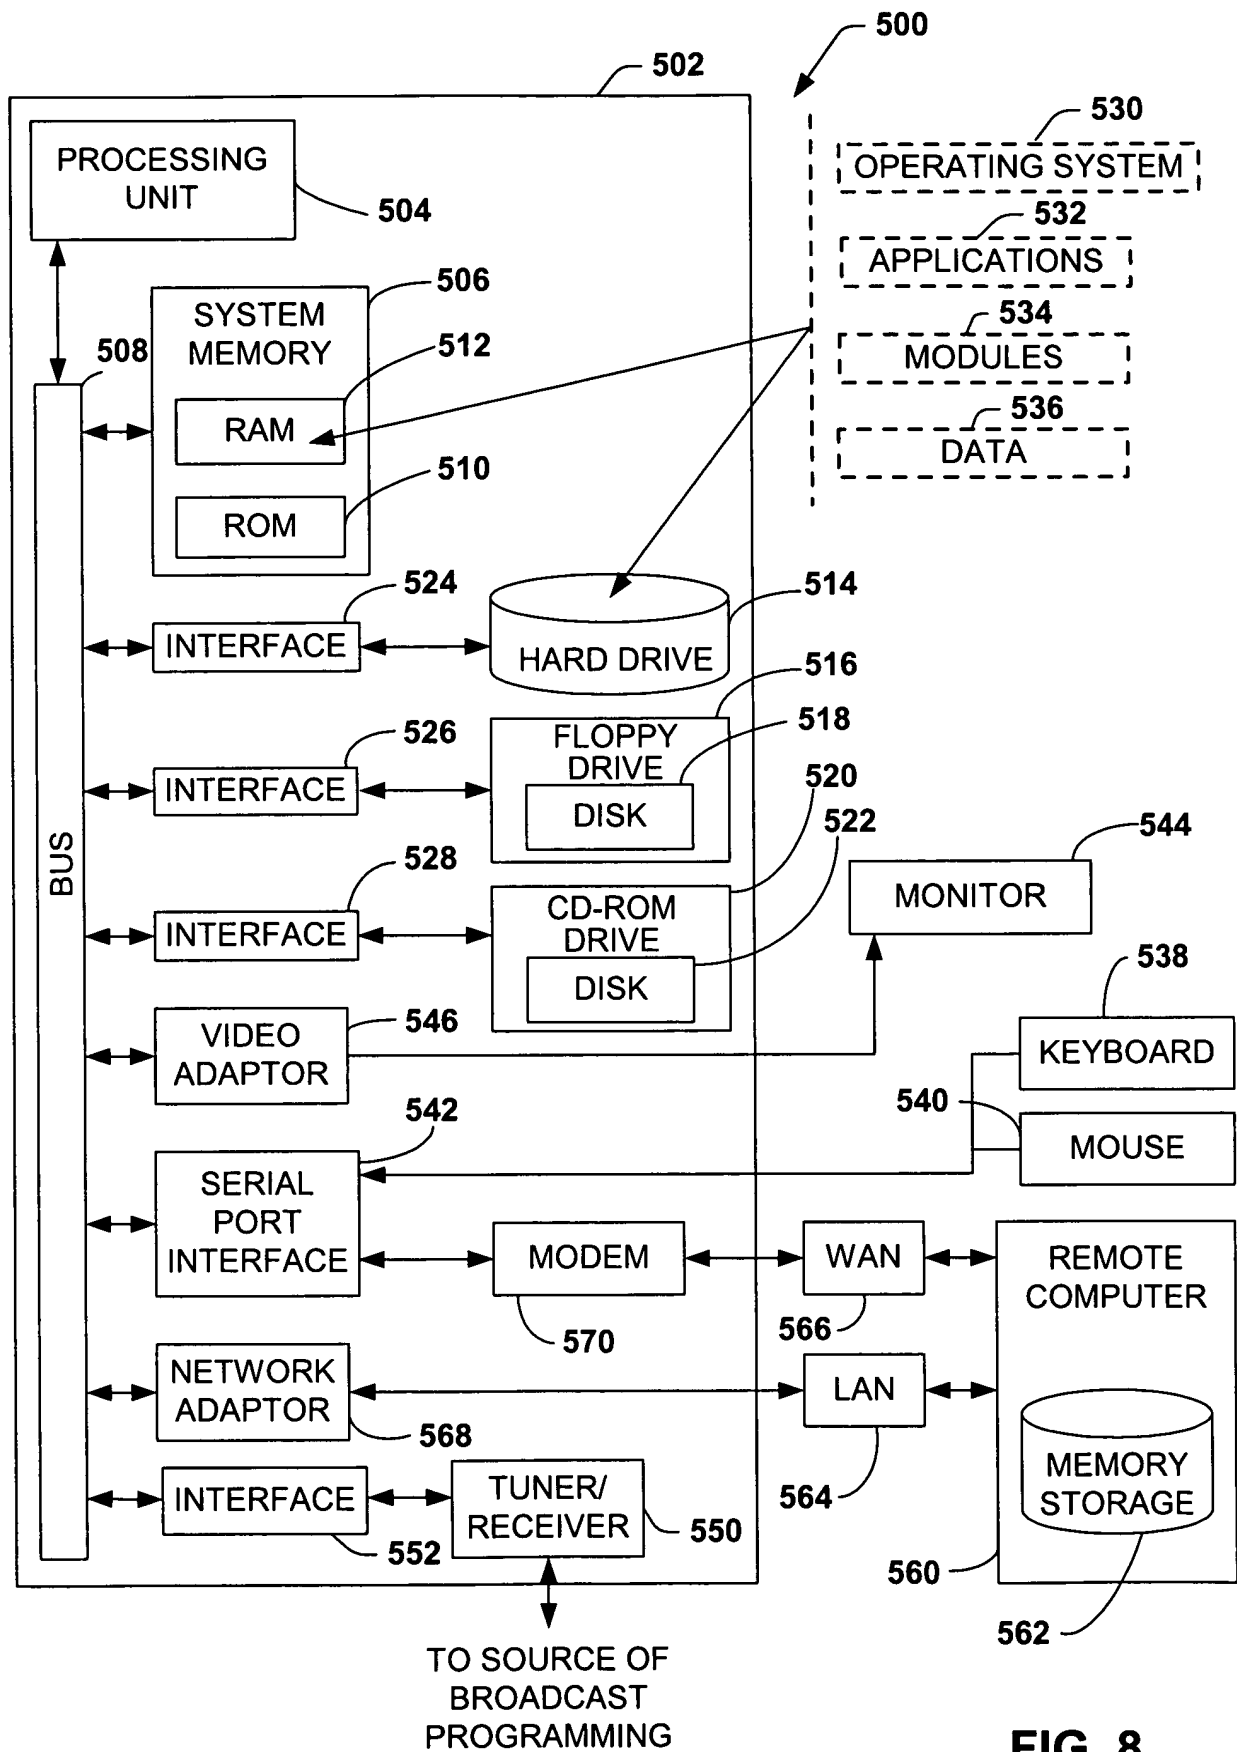 500
502
530
PROCESSING
UNIT
OPERATING SYSTEM
504
532
APPLICATIONS
506
SYSTEM
MEMORY
534
508
512
MODULES
RAM
536
DATA
510
ROM
524
514
INTERFACE
HARD DRIVE
516
518
526
FLOPPY
DRIVE
520
INTERFACE
DISK
522
544
BUS
528
MONITOR
CD-ROM
DRIVE
INTERFACE
538
DISK
546
VIDEO
ADAPTOR
KEYBOARD
540
542
MOUSE
SERIAL
PORT
INTERFACE
MODEM
WAN
REMOTE
COMPUTER
570
566
NETWORK
ADAPTOR
LAN
568
MEMORY
STORAGE
564
INTERFACE
TUNER/
RECEIVER
550
552
560
562
TO SOURCE OF
BROADCAST
PROGRAMMING
FIG. 8